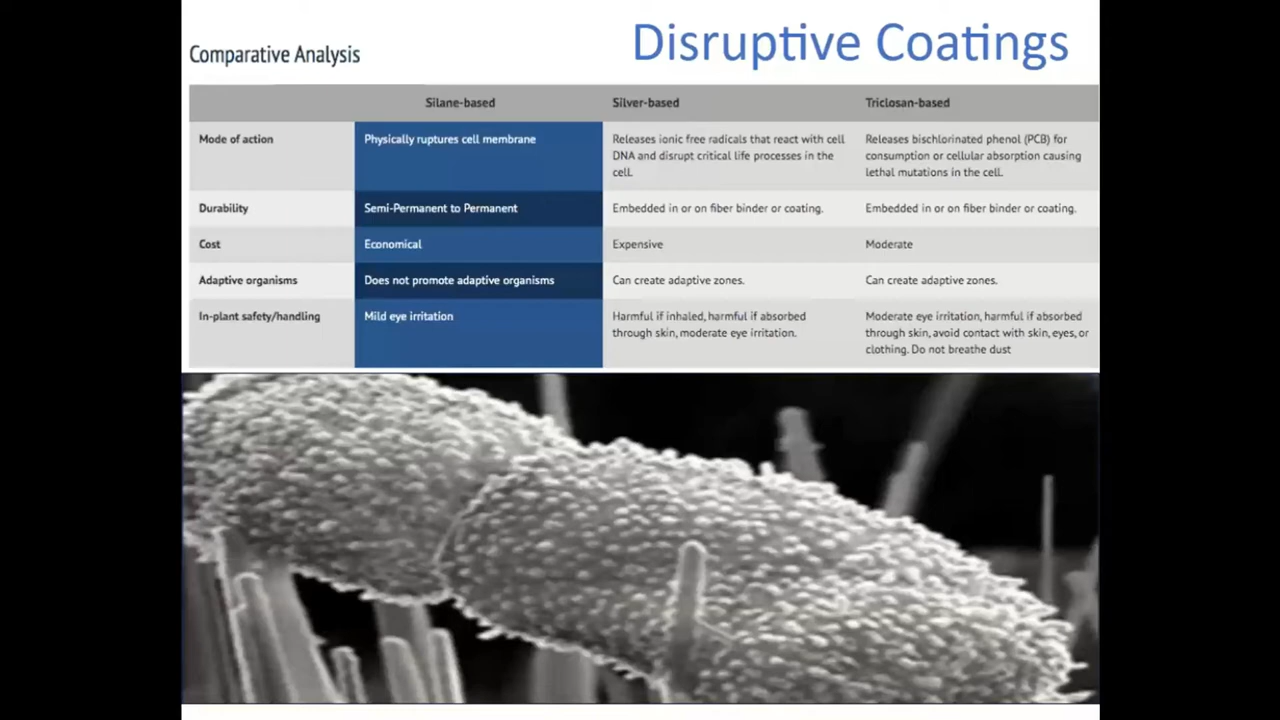 Disruptive Coatings
Comparative Analysis
Silane-based Silver-based Triclosan-based
Mode of action Physically ruptures cell membrane Releases ionic free radicals that react with cell Releases bischlorinated phenol (PCB) for
DNA and disrupt critical life processes in the consumption or cellular absorption causing
cell. lethal mutations in the cell.
Durability Semi-Permanent to Permanent Embedded in or on fiber binder or coating. Embedded in or on fiber binder or coating.
Cost Economical Expensive Moderate
Adaptive organisms Does not promote adaptive organisms Can create adaptive zones. Can create adaptive zones.
In-plant safety/handling Mild eye irritation Harmful if inhaled, harmful if absorbed Moderate eye irritation, harmful if absorbed
through skin, moderate eye irritation. through skin, avoid contact with skin, eyes, or
clothing. Do not breathe dust